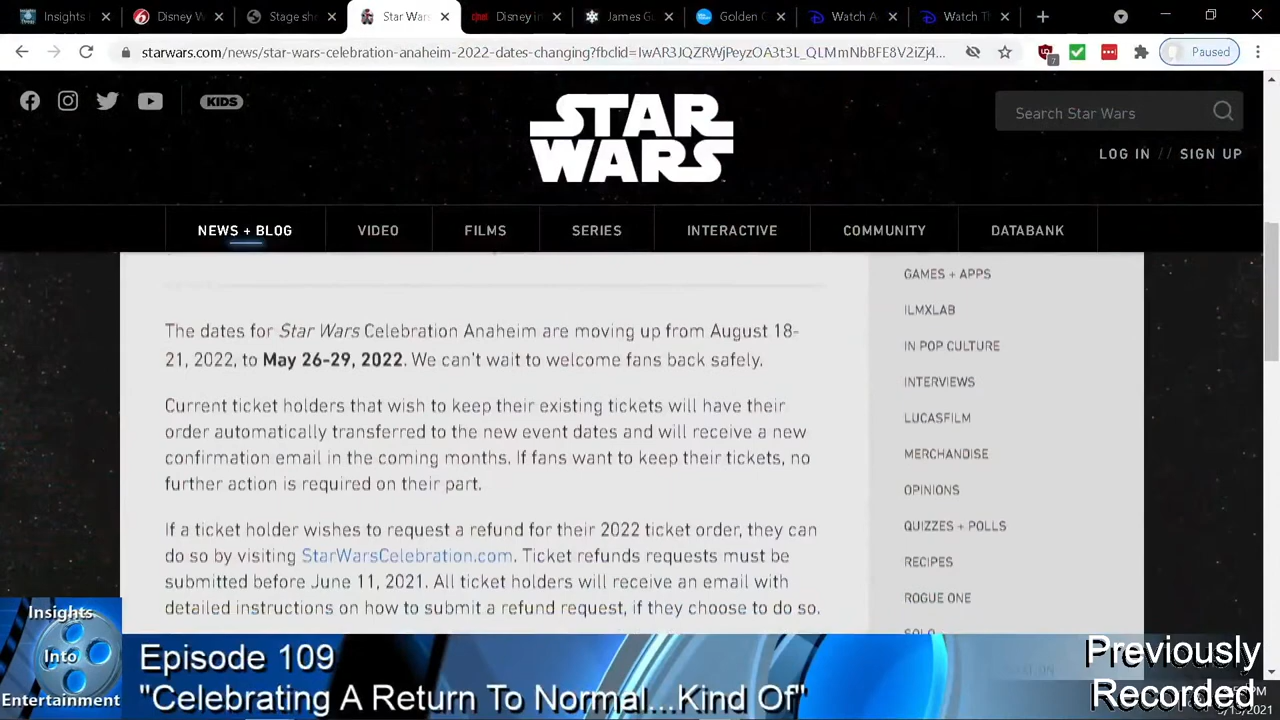 Insights
Disney W
Stage sh
Star Wars
Disney in
James G
Golden G
Watch A
Watch T
starwars.com/news/star-wars-celebration-anaheim-2022-dates-changing?fbclid=IwAR3JQZRWjPeyzOA3t3L_QLMmNbBFE8V2iZj4...
7
Paused
KIDS
STAR
WARS
Search Star Wars
LOG IN // SIGN UP
NEWS + BLOG
VIDEO
FILMS
SERIES
INTERACTIVE
COMMUNITY
DATABANK
The dates for Star Wars Celebration Anaheim are moving up from August 18-
21, 2022, to May 26-29, 2022. We can't wait to welcome fans back safely.
Current ticket holders that wish to keep their existing tickets will have their
order automatically transferred to the new event dates and will receive a new
confirmation email in the coming months. If fans want to keep their tickets, no
further action is required on their part.
If a ticket holder wishes to request a refund for their 2022 ticket order, they can
do so by visiting StarWarsCelebration.com. Ticket refunds requests must be
submitted before June 11, 2021. All ticket holders will receive an email with
detailed instructions on how to submit a refund request, if they choose to do so.
GAMES + APPS
ILMXLAB
IN POP CULTURE
INTERVIEWS
LUCASFILM
MERCHANDISE
OPINIONS
QUIZZES + POLLS
RECIPES
ROGUE ONE
SOLO
Insights
Into
Entertainment
Episode 109
"Celebrating A Return To Normal...Kind Of"
Previously
Recorded